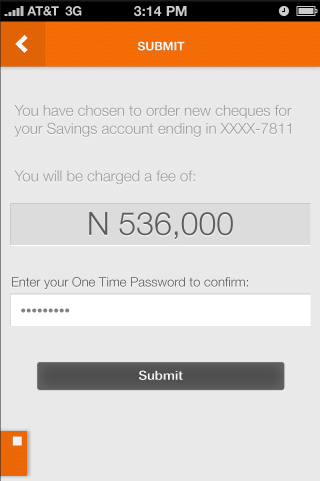 AT&T 3G 3:14 PM
SUBMIT
You have chosen to order new cheques for
your Savings account ending in XXXX-7811
You will be charged a fee of:
N 536,000
Enter your One Time Password to confirm:
•••••••••
Submit